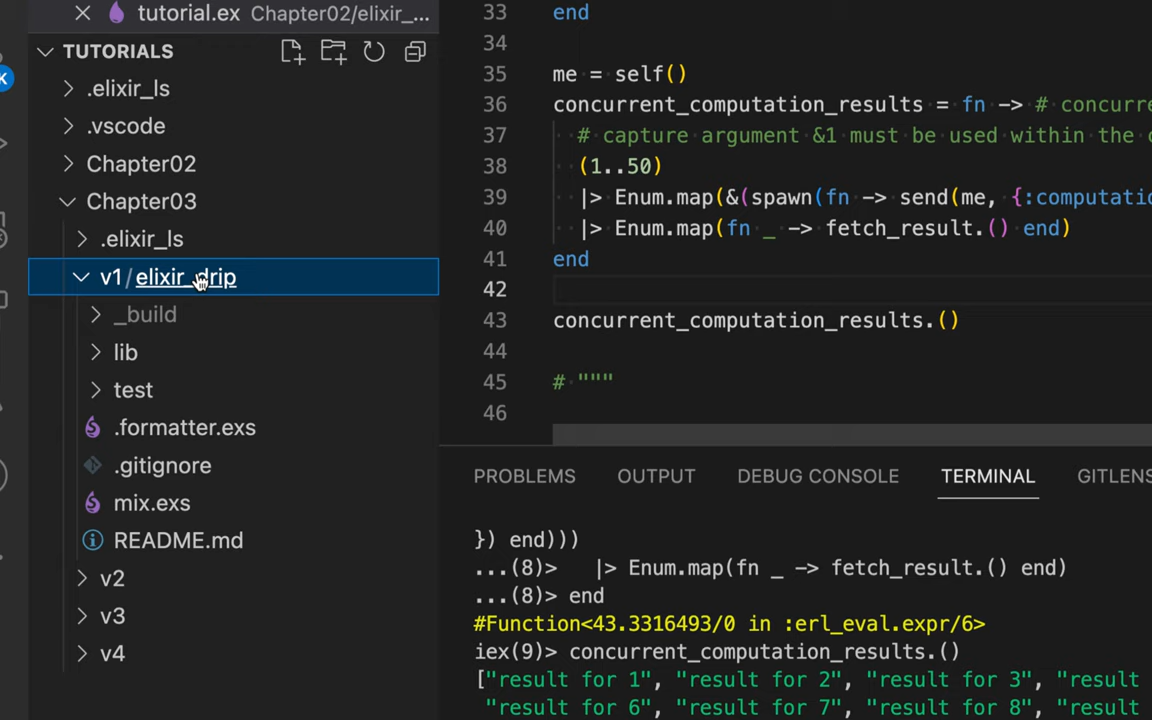 tutorial.ex Chapter02/elixir_...
TUTORIALS
.elixir_ls
.vscode
Chapter02
Chapter03
.elixir_ls
v1/elixir_drip
_build
lib
test
.formatter.exs
.gitignore
mix.exs
README.md
v2
v3
v4
K
33 end
34
35 me = self()
36 concurrent_computation_results = fn -> # concurre
37 # capture argument &1 must be used within the
38 (1..50)
39 |> Enum.map(&(spawn(fn -> send(me, {:computatio
40 |> Enum.map(fn _ -> fetch_result.() end)
41 end
42
43 concurrent_computation_results.()
44
45 # """
46
PROBLEMS OUTPUT DEBUG CONSOLE TERMINAL GITLENS
}) end)))
...(8)> |> Enum.map(fn _ -> fetch_result.() end)
...(8)> end
#Function<43.3316493/0 in :erl_eval.expr/6>
iex(9)> concurrent_computation_results.()
["result for 1", "result for 2", "result for 3", "result
"result for 6", "result for 7", "result for 8", "result